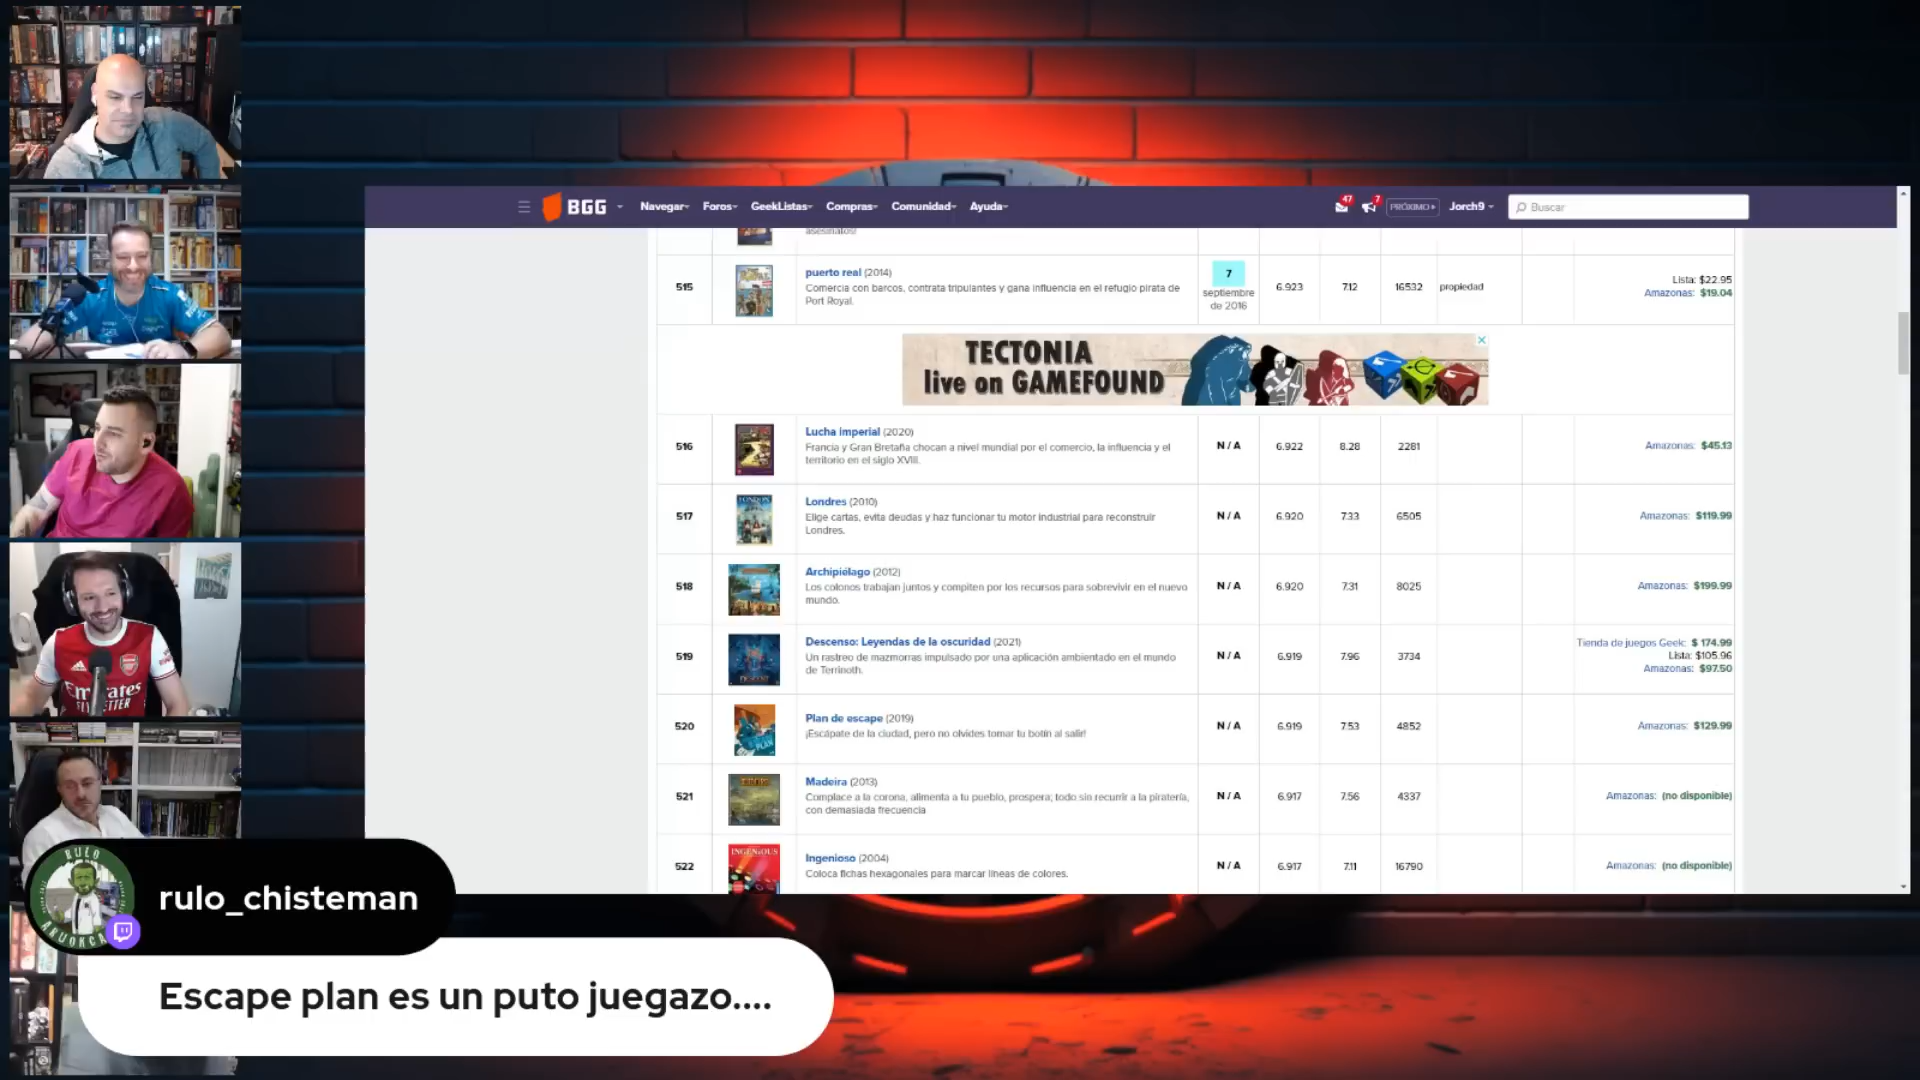 BGG
Navegar
Foros
GeekListas
Compras
Comunidad
Ayuda
47
7
PRÓXIMO
Jorch9
Buscar
asesinatos!
515
puerto real (2014)
Comercia con barcos, contrata tripulantes y gana influencia en el refugio pirata de
Port Royal.
7
septiembre
de 2016
6.923
7.12
16532
propiedad
Lista: $22.95
Amazonas: $19.04
TECTONIA
live on GAMEFOUND
516
Lucha imperial (2020)
Francia y Gran Bretaña chocan a nivel mundial por el comercio, la influencia y el
territorio en el siglo XVIII.
N / A
6.922
8.28
2281
Amazonas: $45.13
517
LONDON
Londres (2010)
Elige cartas, evita deudas y haz funcionar tu motor industrial para reconstruir
Londres.
N / A
6.920
7.33
6505
Amazonas: $119.99
518
Archipiélago (2012)
Los colonos trabajan juntos y compiten por los recursos para sobrevivir en el nuevo
mundo.
N / A
6.920
7.31
8025
Amazonas: $199.99
519
DESCENT
Descenso: Leyendas de la oscuridad (2021)
Un rastreo de mazmorras impulsado por una aplicación ambientado en el mundo
de Terrinoth.
N / A
6.919
7.96
3734
Tienda de juegos Geek: $ 174.99
Lista: $105.96
Amazonas: $97.50
520
PLAN
Plan de escape (2019)
¡Escápate de la ciudad, pero no olvides tomar tu botín al salir!
N / A
6.919
7.53
4852
Amazonas: $129.99
521
Madeira (2013)
Complace a la corona, alimenta a tu pueblo, prospera; todo sin recurrir a la piratería,
con demasiada frecuencia
N / A
6.917
7.56
4337
Amazonas: (no disponible)
522
INGENIOUS
Ingenioso (2004)
Coloca fichas hexagonales para marcar líneas de colores.
N / A
6.917
7.11
16790
Amazonas: (no disponible)
Emirates
FLY BETTER
RULO
rulo_chisteman
Escape plan es un puto juegazo....